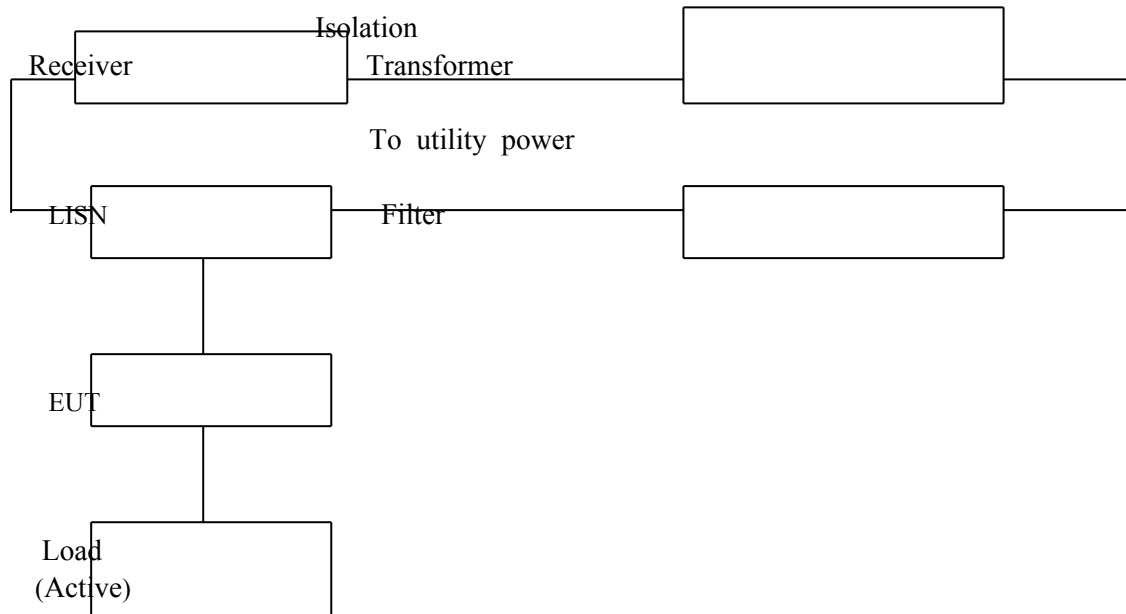 Isolation
Receiver Transformer
To utility power
LISN Filter
EUT
Load
(Active)